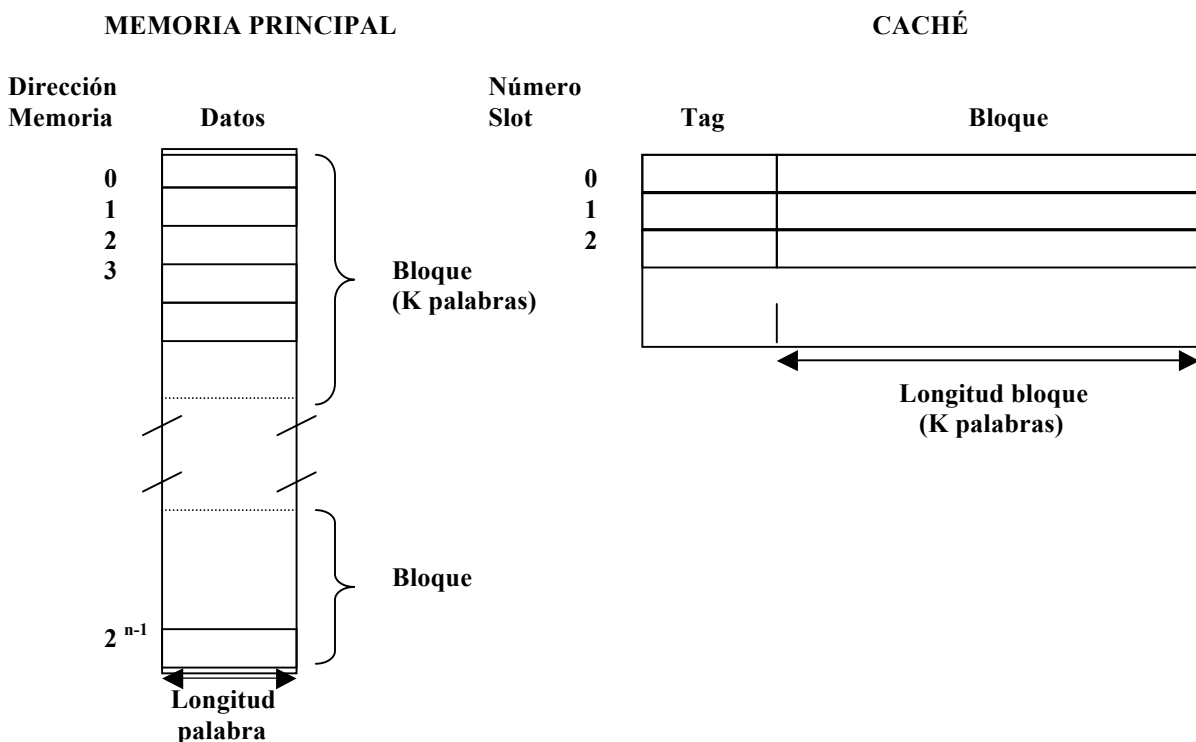 MEMORIA PRINCIPAL
CACHÉ
Dirección
Memoria
Datos
Número
Slot
Tag
Bloque
0
1
2
3
Bloque
(K palabras)
0
1
2
Longitud bloque
(K palabras)
Bloque
2 n-1
Longitud
palabra